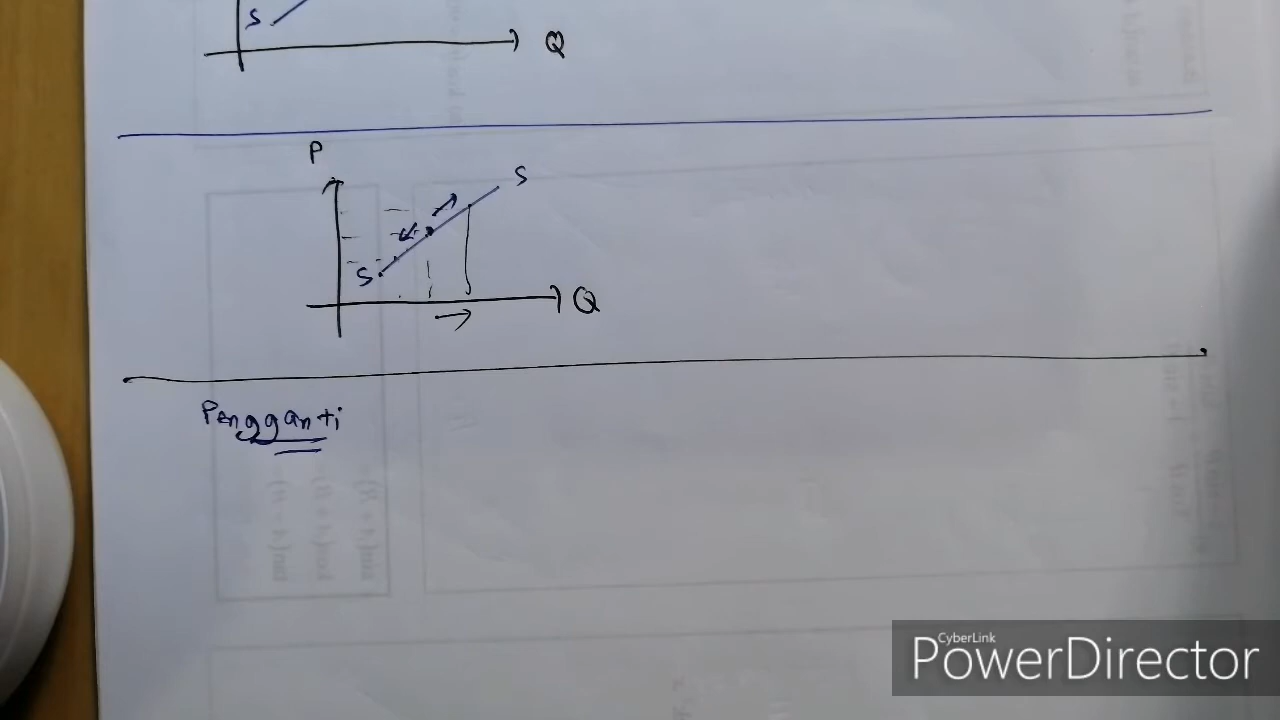 S
Q
P
S
S
Q
Pengganti
CyberLink
PowerDirector